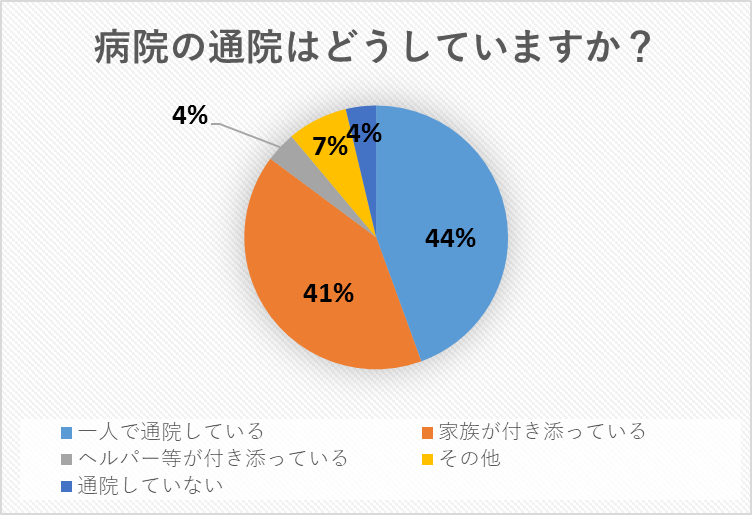 病院の通院はどうしていますか？
4%
7%
4%
44%
41%
一人で通院している
家族が付き添っている
ヘルパー等が付き添っている
その他
通院していない